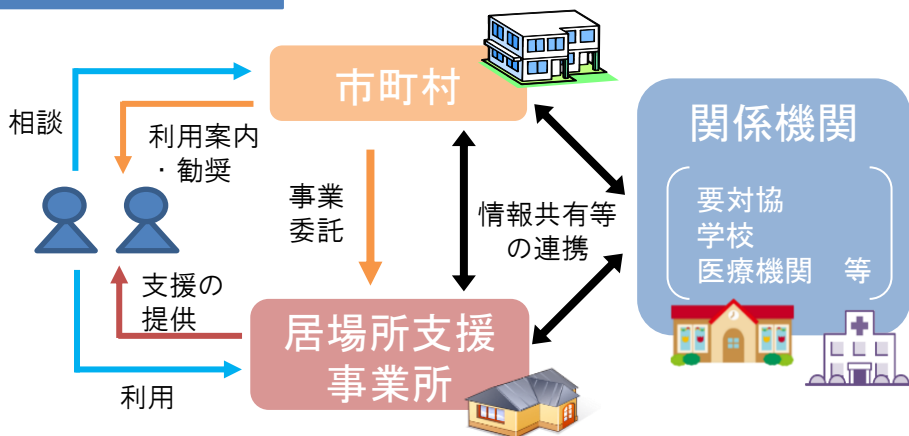 市町村
相談
利用案内
・勧奨
事業
委託
情報共有等
の連携
関係機関
要対協
学校
医療機関　等
支援の
提供
居場所支援
事業所
利用